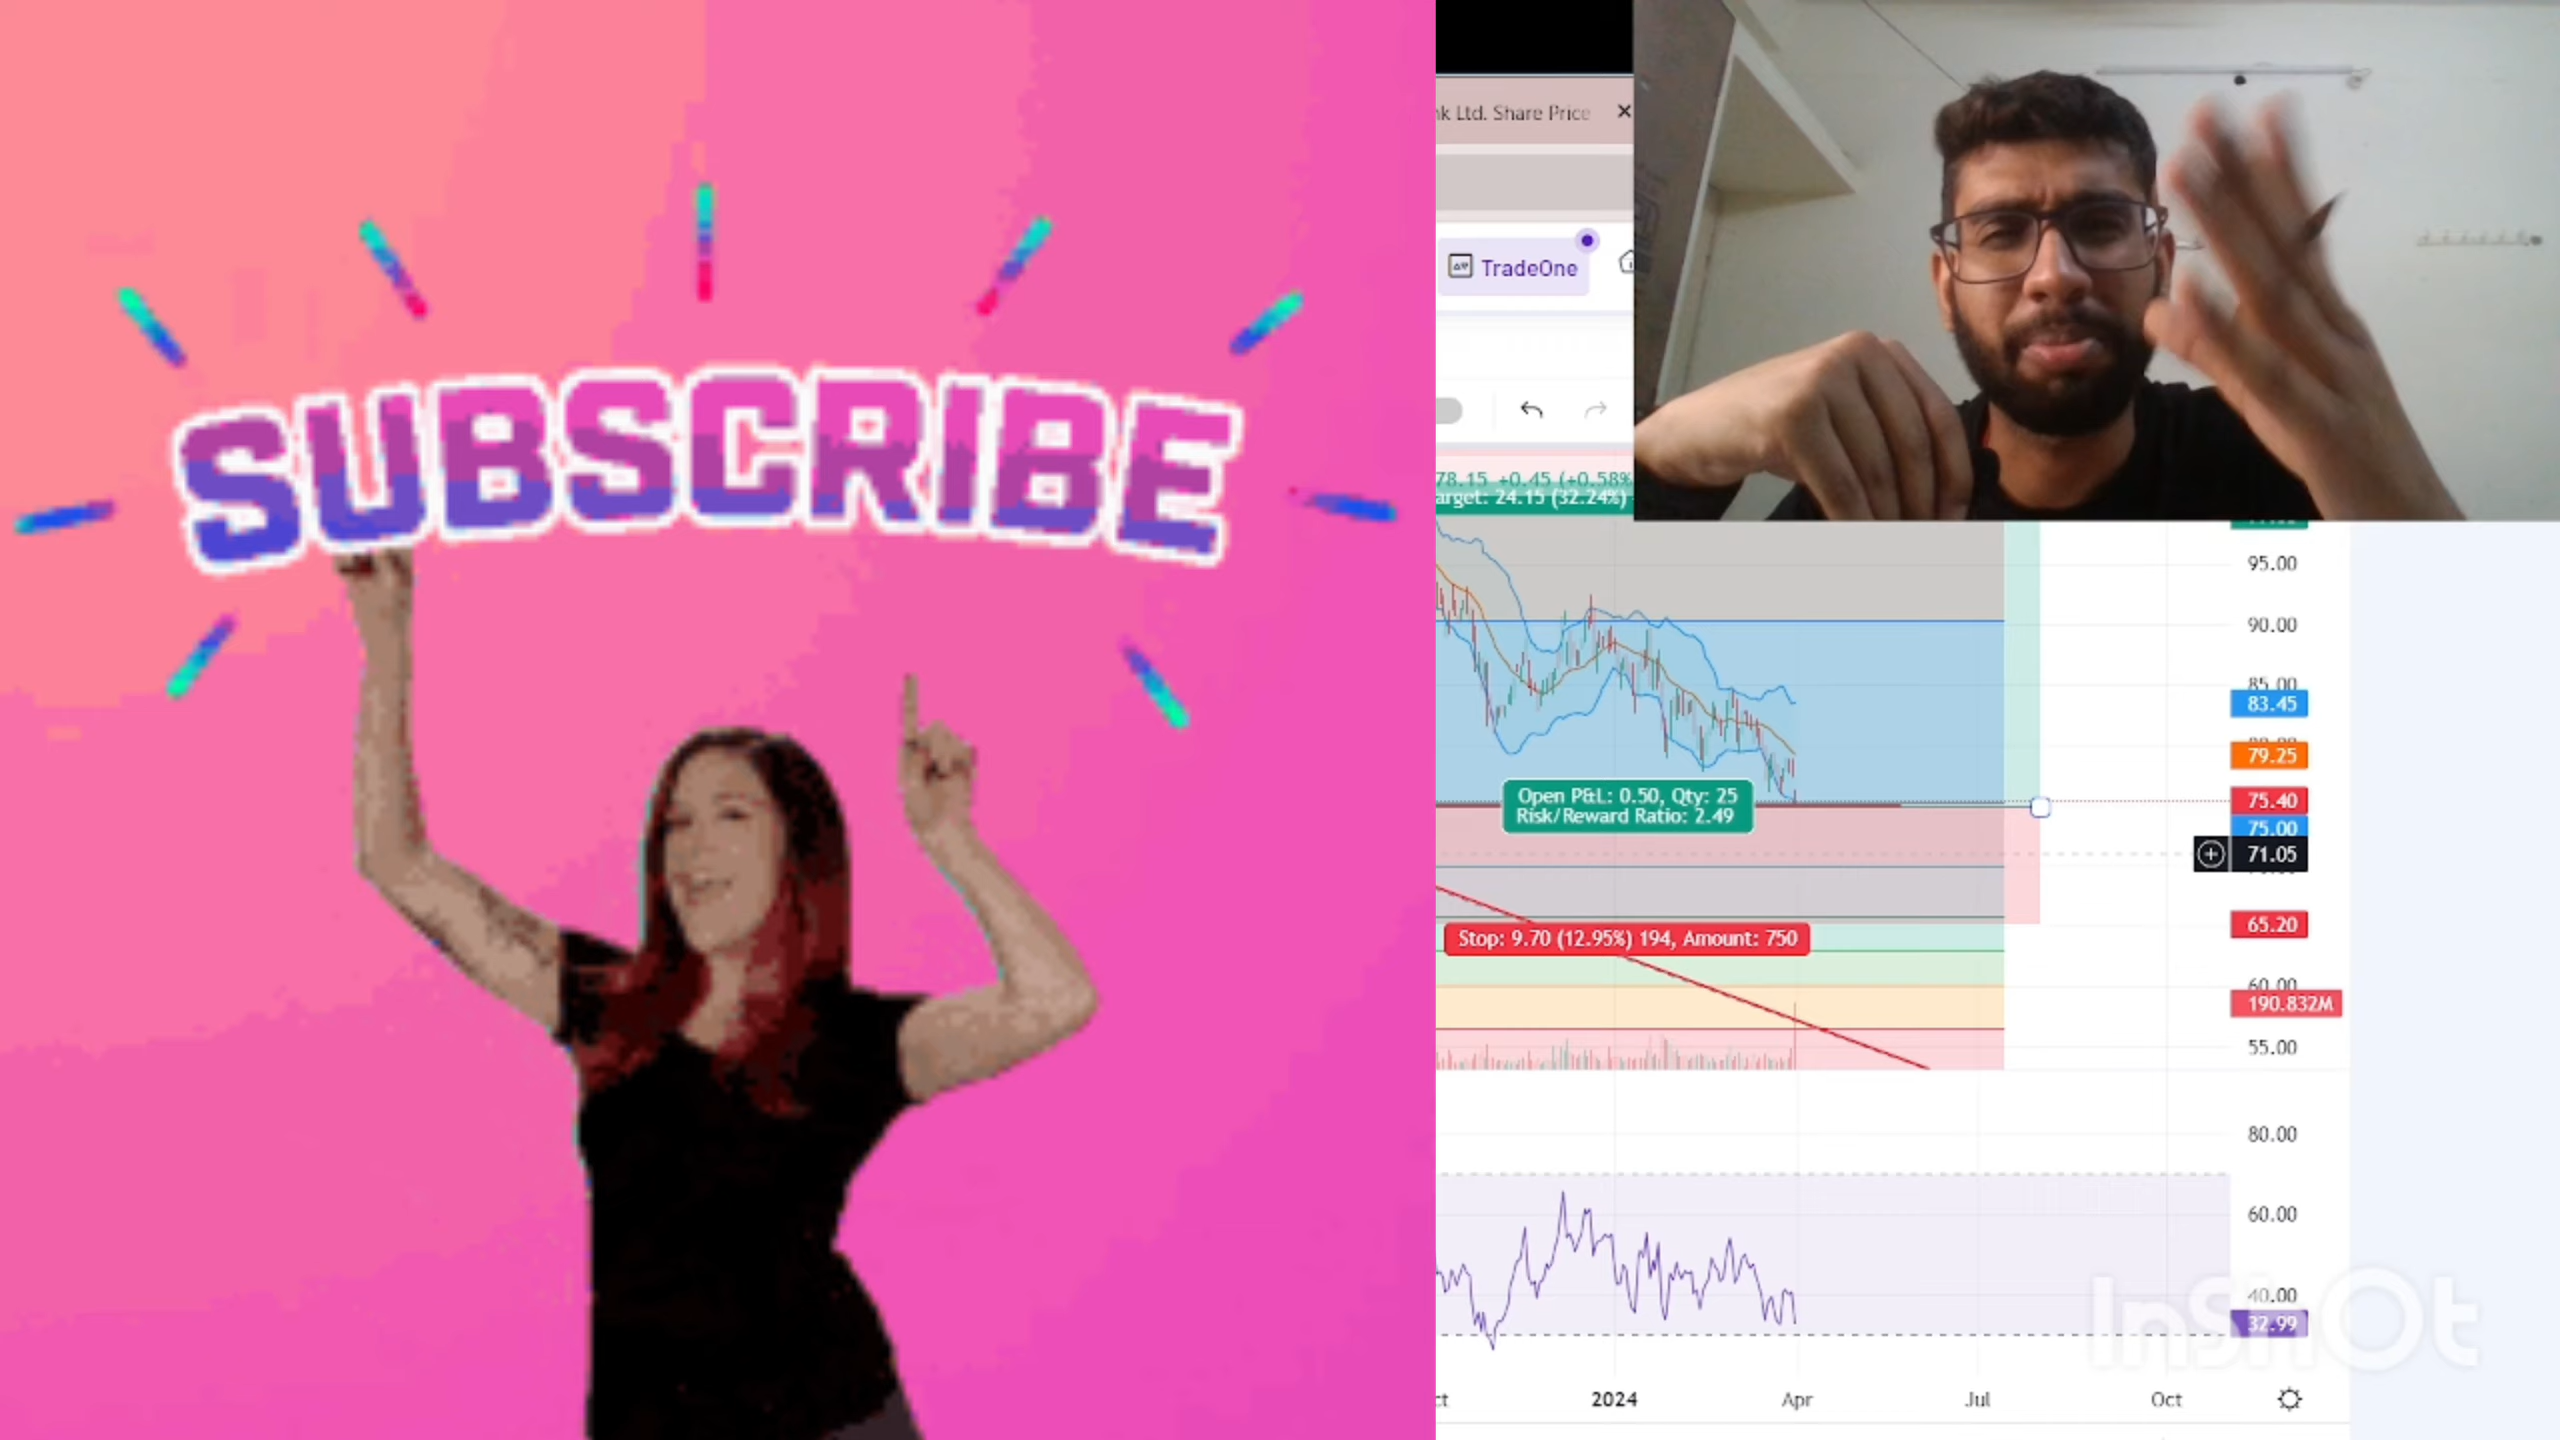 SUBSCRIBE
nk Ltd. Share Price
TradeOne
78.15 +0.45 (+0.58%
arget: 24.15 (32.24%)
95.00
90.00
85.00
83.45
79.25
Open P&L: 0.50, Qty: 25
Risk/Reward Ratio: 2.49
75.40
75.00
71.05
Stop: 9.70 (12.95%) 194, Amount: 750
65.20
60.00
190.832M
55.00
80.00
60.00
40.00
32.99
InShOt
ct 2024 Apr Jul Oct